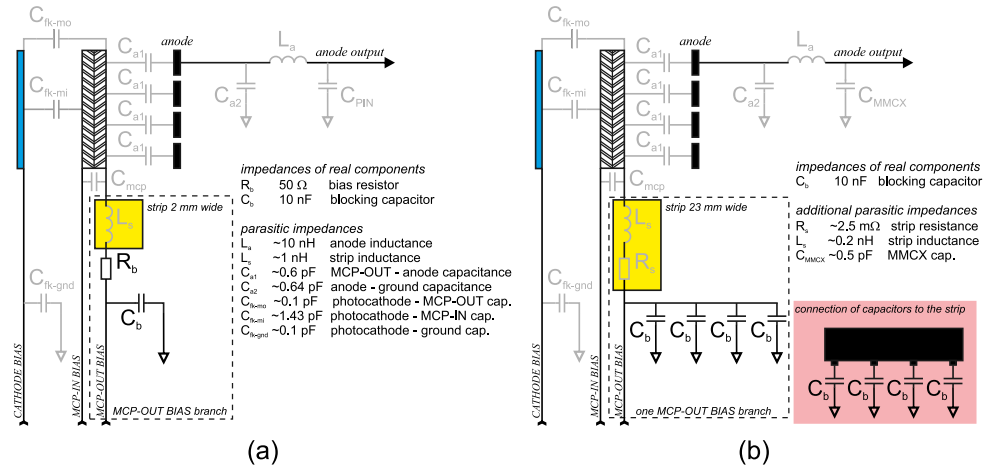 C_fk-mo
C_fk-mi
C_a1
C_a1
C_a1
C_a1
anode
L_a
anode output
C_a2
C_PIN
C_mcp
strip 2 mm wide
L_s
R_b
C_b
C_fk-gnd
CATHODE BIAS
MCP-IN BIAS
MCP-OUT BIAS
MCP-OUT BIAS branch
impedances of real components
R_b 50 Ω bias resistor
C_b 10 nF blocking capacitor
parasitic impedances
L_a ~10 nH anode inductance
L_s ~1 nH strip inductance
C_a1 ~0.6 pF MCP-OUT - anode capacitance
C_a2 ~0.64 pF anode - ground capacitance
C_fk-mo ~0.1 pF photocathode - MCP-OUT cap.
C_fk-mi ~1.43 pF photocathode - MCP-IN cap.
C_fk-gnd ~0.1 pF photocathode - ground cap.
(a)
C_fk-mo
C_fk-mi
C_a1
C_a1
C_a1
C_a1
anode
L_a
anode output
C_a2
C_MMCX
C_mcp
strip 23 mm wide
L_s
R_s
C_b C_b C_b C_b
C_fk-gnd
CATHODE BIAS
MCP-IN BIAS
MCP-OUT BIAS
one MCP-OUT BIAS branch
impedances of real components
C_b 10 nF blocking capacitor
additional parasitic impedances
R_s ~2.5 mΩ strip resistance
L_s ~0.2 nH strip inductance
C_MMCX ~0.5 pF MMCX cap.
connection of capacitors to the strip
C_b C_b C_b C_b
(b)